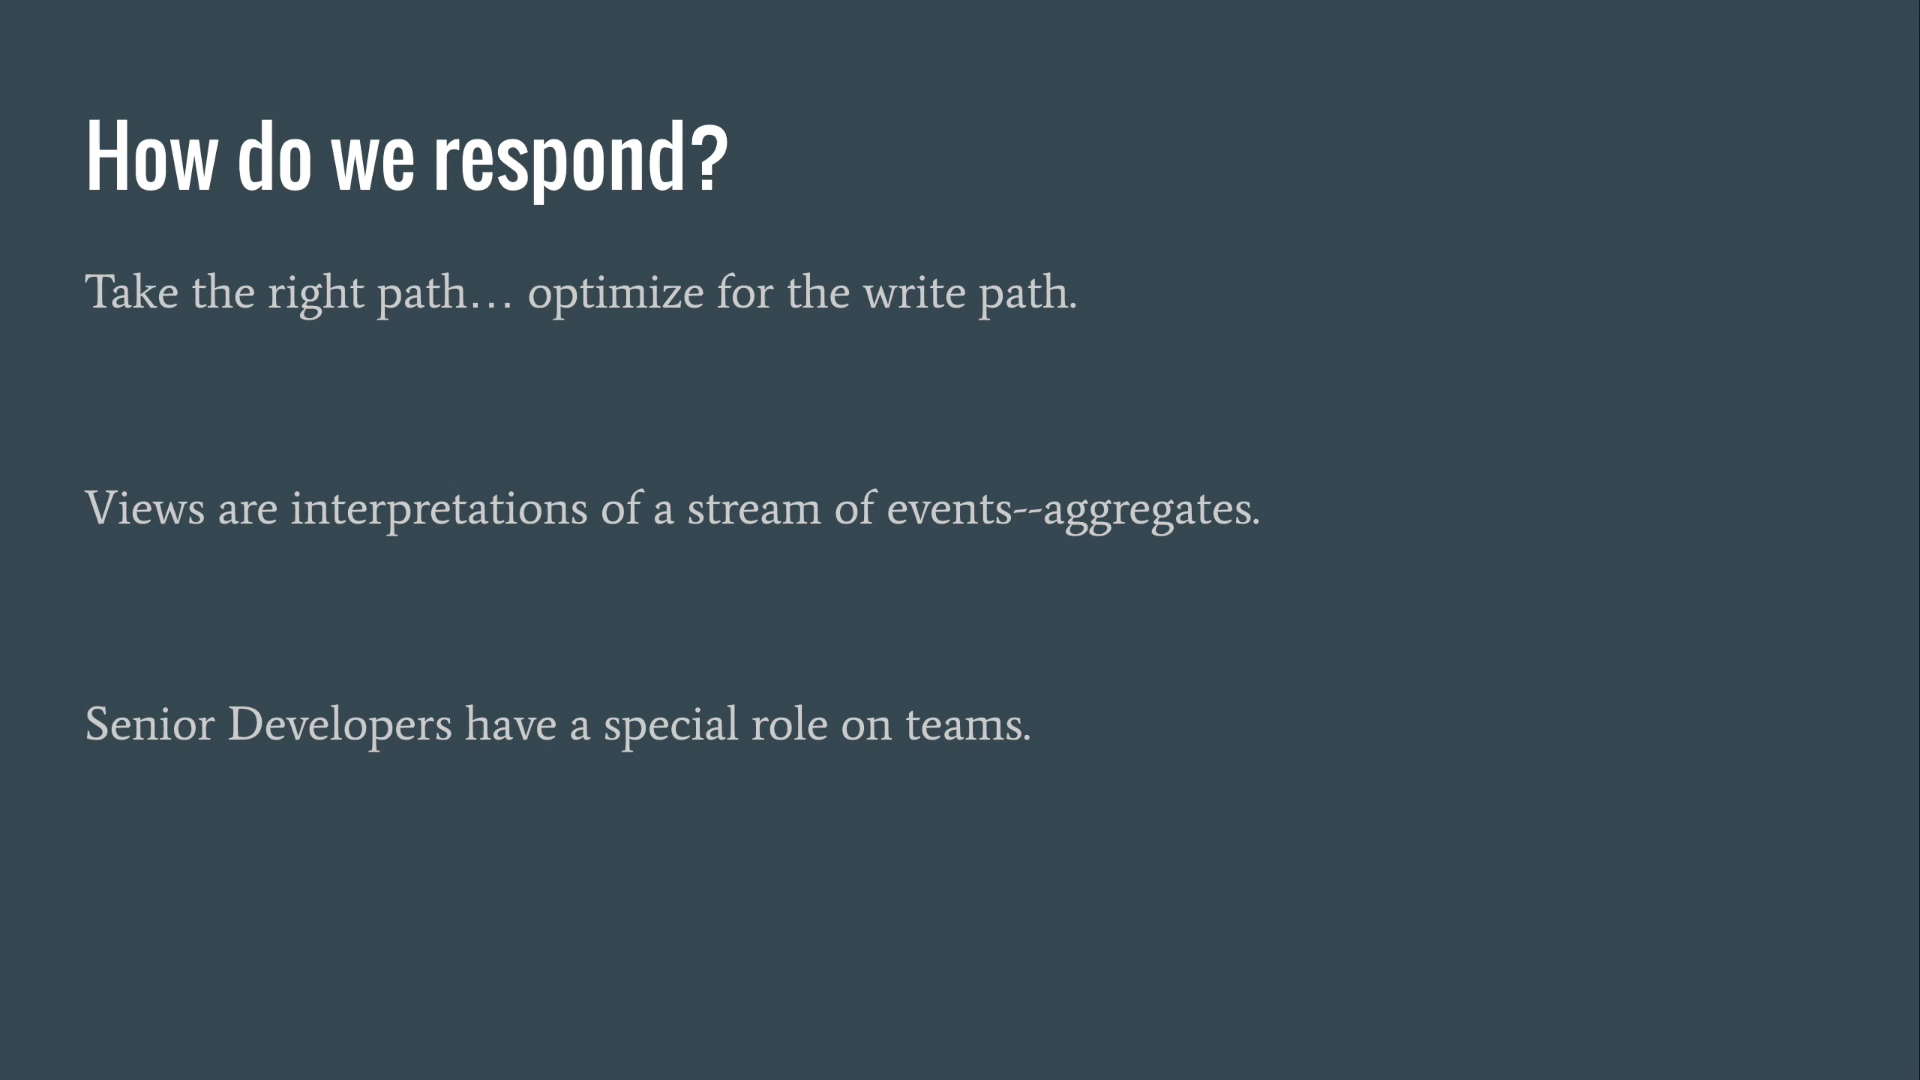 How do we respond?
Take the right path… optimize for the write path.
Views are interpretations of a stream of events--aggregates.
Senior Developers have a special role on teams.